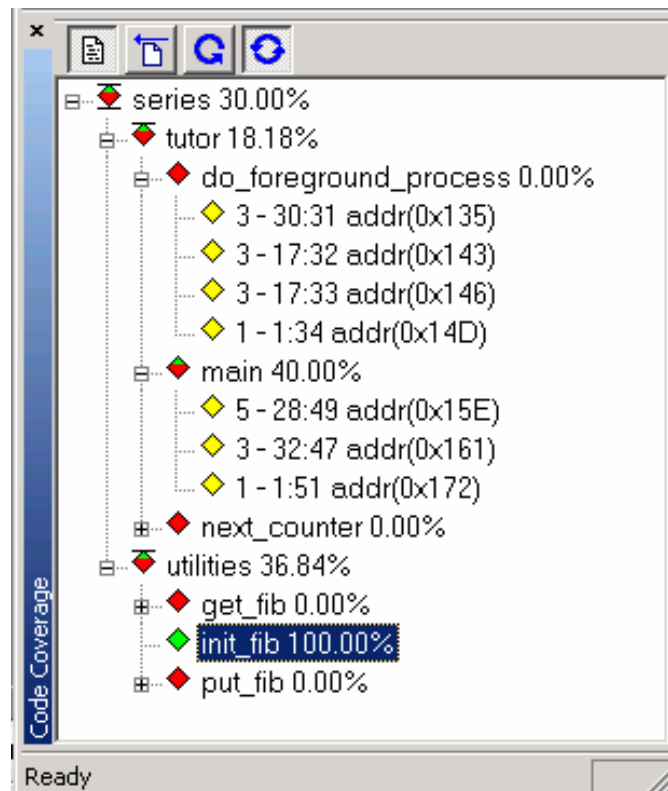 series 30.00%
tutor 18.18%
do_foreground_process 0.00%
3 - 30:31 addr(0x135)
3 - 17:32 addr(0x143)
3 - 17:33 addr(0x146)
1 - 1:34 addr(0x14D)
main 40.00%
5 - 28:49 addr(0x15E)
3 - 32:47 addr(0x161)
1 - 1:51 addr(0x172)
next_counter 0.00%
utilities 36.84%
get_fib 0.00%
init_fib 100.00%
put_fib 0.00%
Code Coverage
Ready